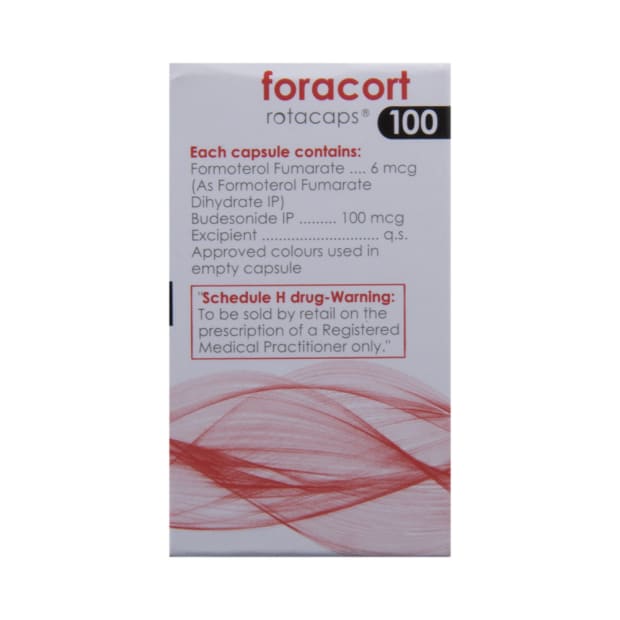 foracort
rotacaps®
100
Each capsule contains:
Formoterol Fumarate .... 6 mcg
(As Formoterol Fumarate
Dihydrate IP)
Budesonide IP ......... 100 mcg
Excipient ............................ q.s.
Approved colours used in
empty capsule
"Schedule H drug-Warning:
To be sold by retail on the
prescription of a Registered
Medical Practitioner only."